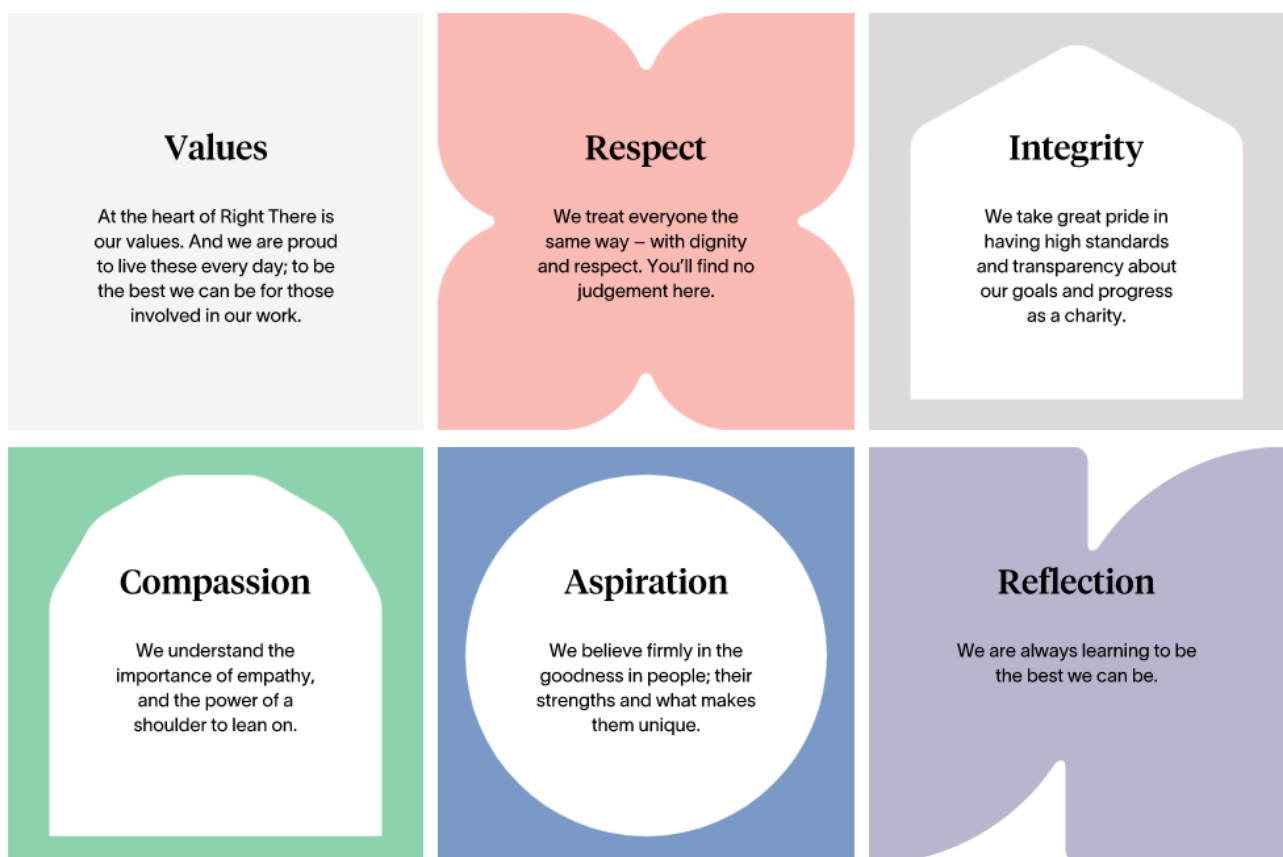 Values
At the heart of Right There is
our values. And we are proud
to live these every day; to be
the best we can be for those
involved in our work.
Respect
We treat everyone the
same way – with dignity
and respect. You’ll find no
judgement here.
Integrity
We take great pride in
having high standards
and transparency about
our goals and progress
as a charity.
Compassion
We understand the
importance of empathy,
and the power of a
shoulder to lean on.
Aspiration
We believe firmly in the
goodness in people; their
strengths and what makes
them unique.
Reflection
We are always learning to be
the best we can be.